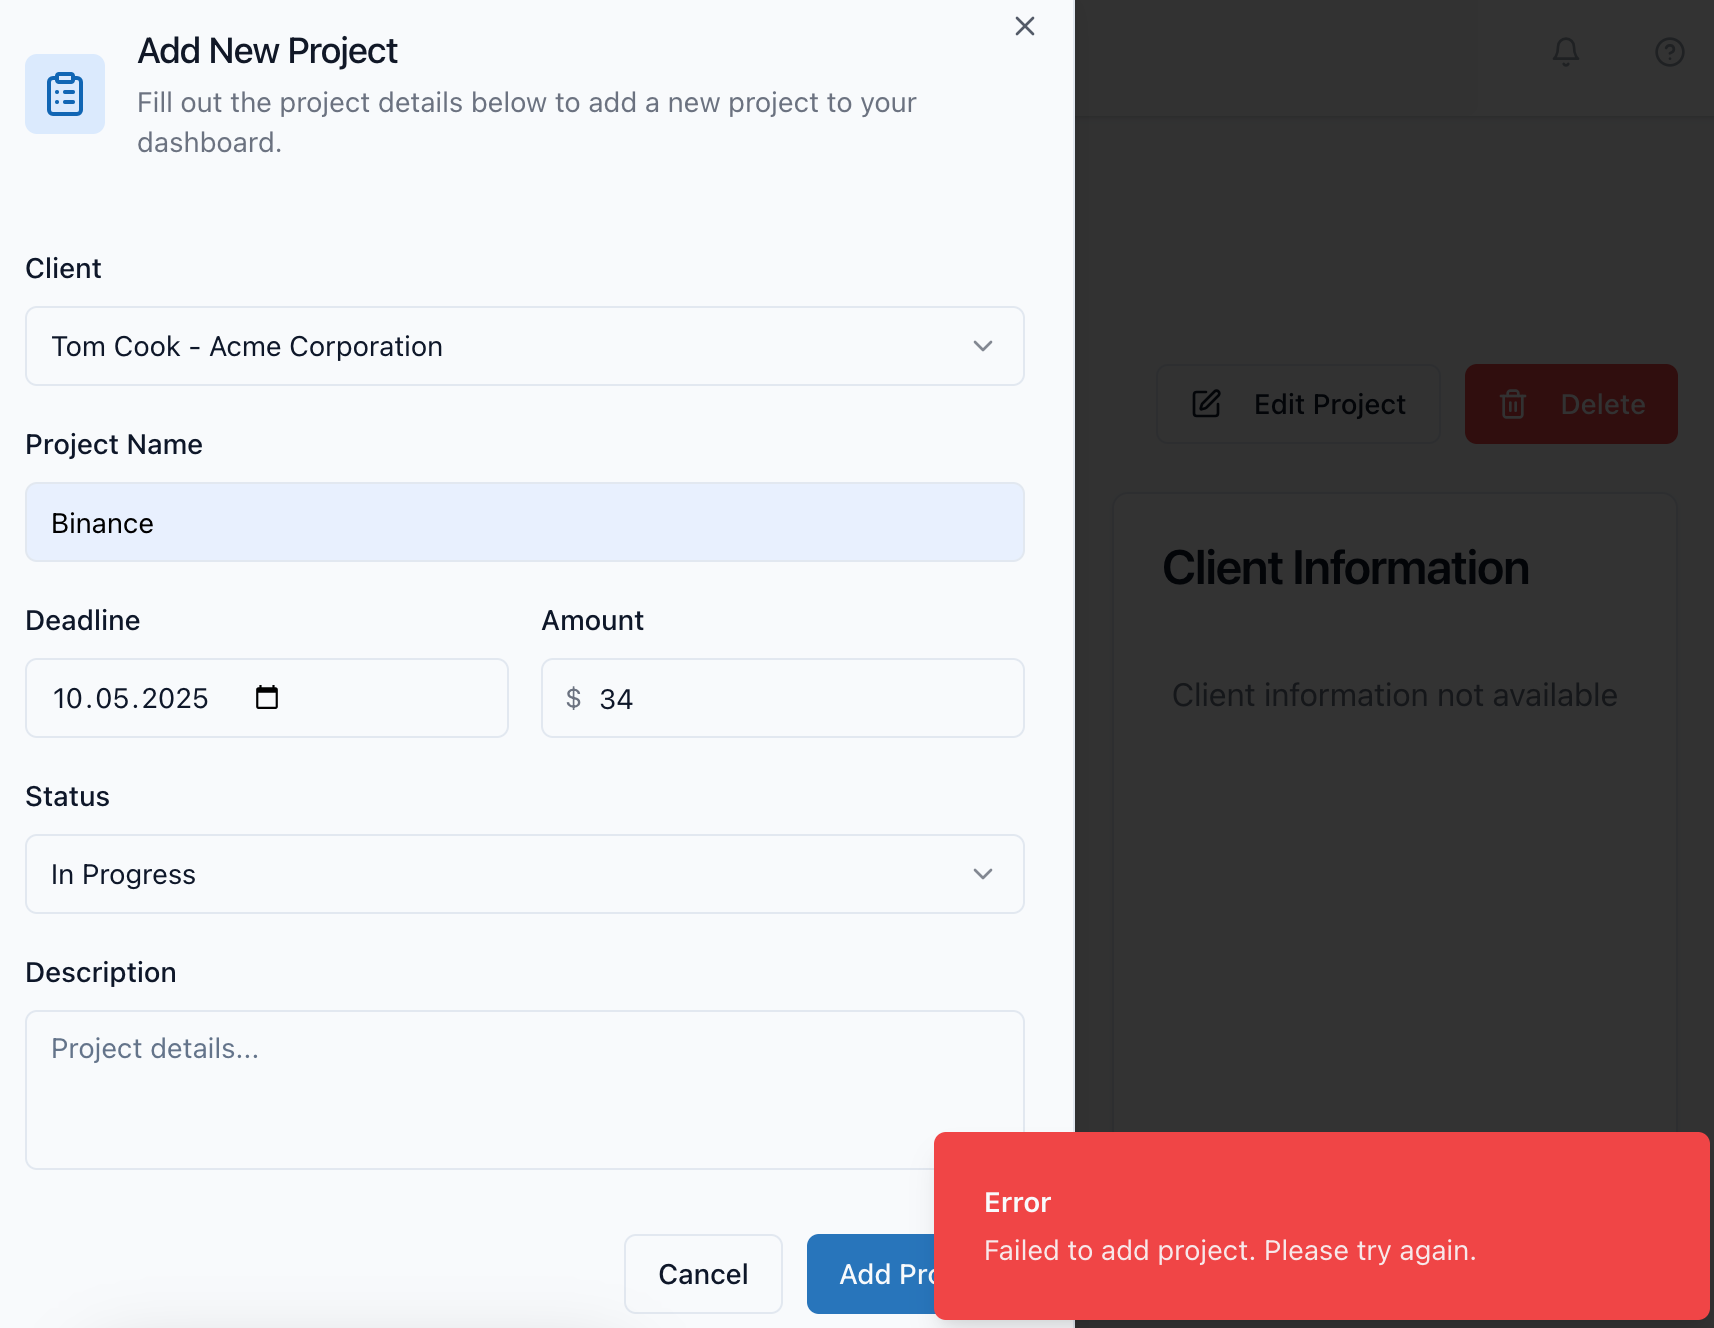 Add New Project
Fill out the project details below to add a new project to your
dashboard.
Client
Tom Cook - Acme Corporation
Project Name
Binance
Deadline
Amount
10.05.2025
$ 34
Status
In Progress
Description
Project details...
Cancel
Add Pro
Edit Project
Delete
Client Information
Client information not available
Error
Failed to add project. Please try again.